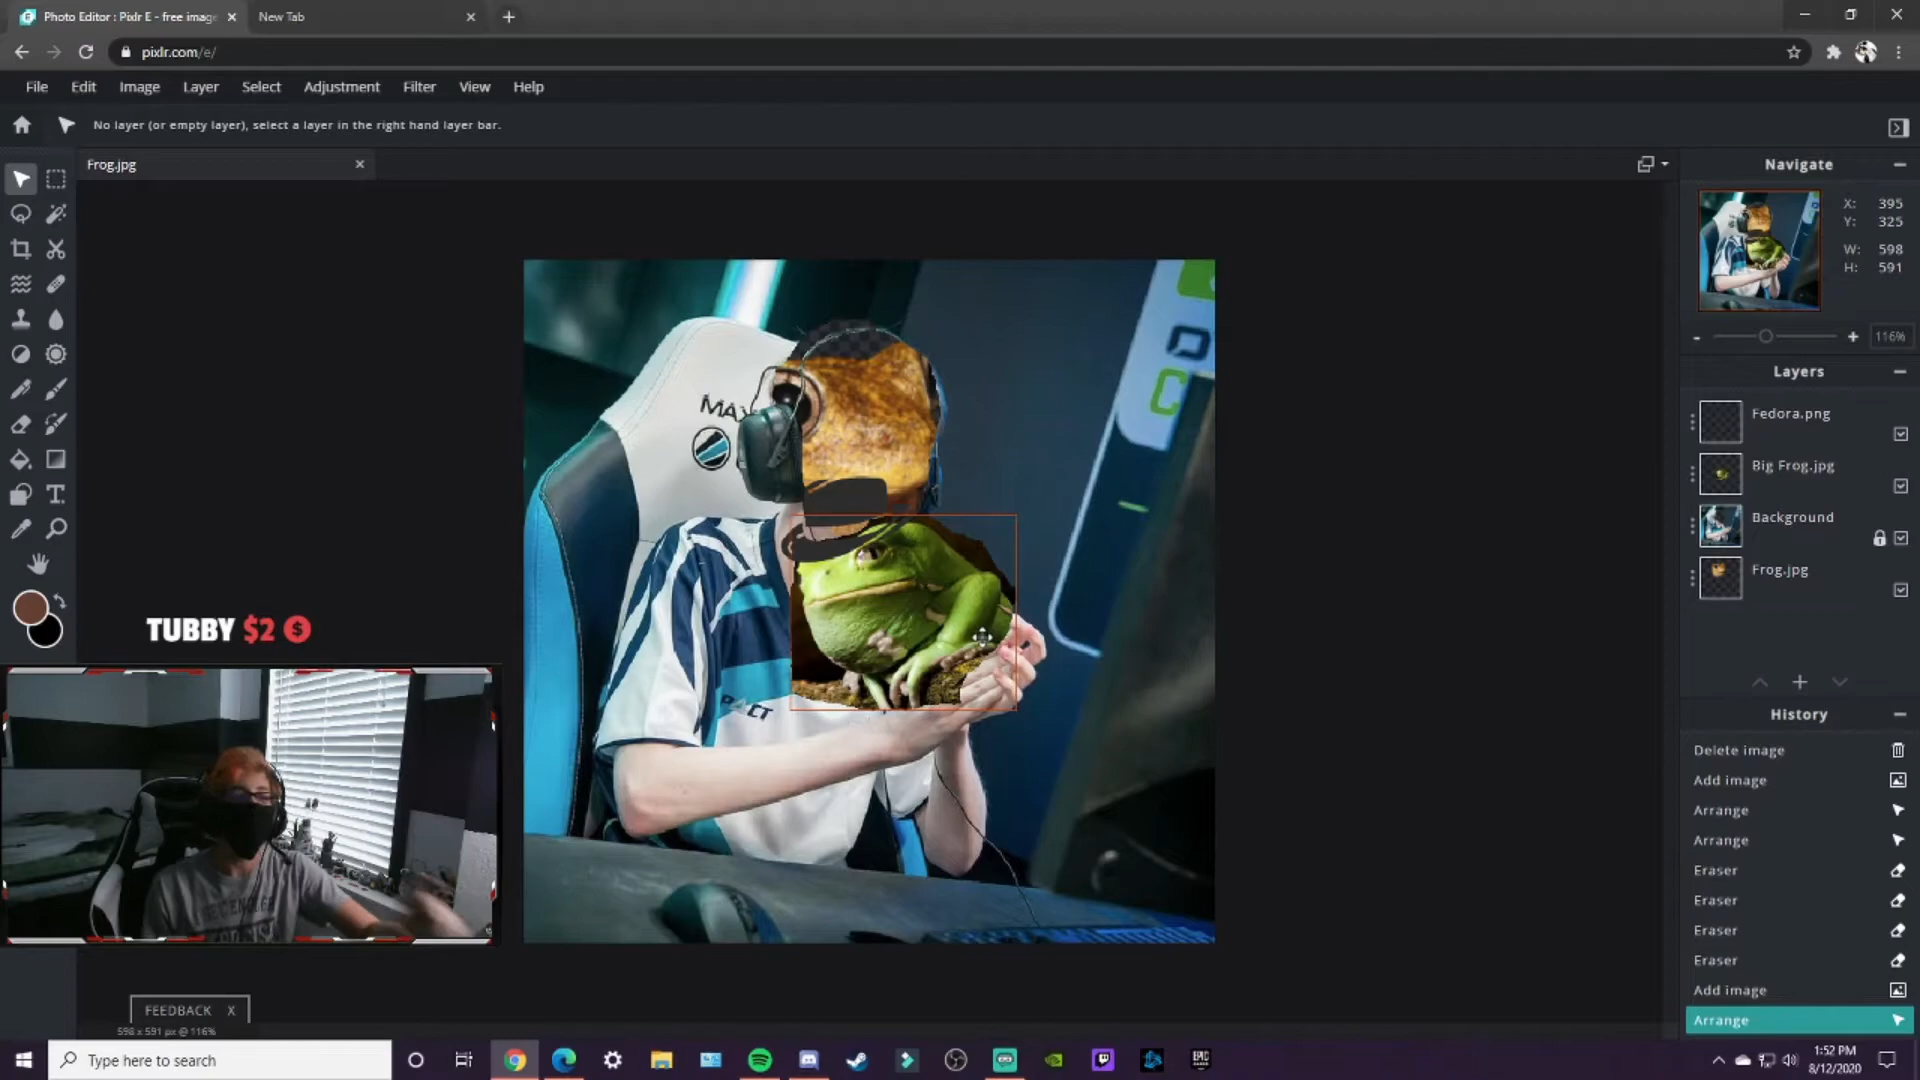 Photo Editor : Pixlr E - free imag
New Tab
pixlr.com/e/
File Edit Image Layer Select Adjustment Filter View Help
No layer (or empty layer), select a layer in the right hand layer bar.
Frog.jpg
Navigate
X: 395
Y: 325
W: 598
H: 591
116%
Layers
Fedora.png
Big Frog.jpg
Background
Frog.jpg
History
Delete image
Add image
Arrange
Arrange
Eraser
Eraser
Eraser
Eraser
Add image
Arrange
MAX
TUBBY $2
FEEDBACK X
598 x 591 px @ 116%
Type here to search
1:52 PM
8/12/2020